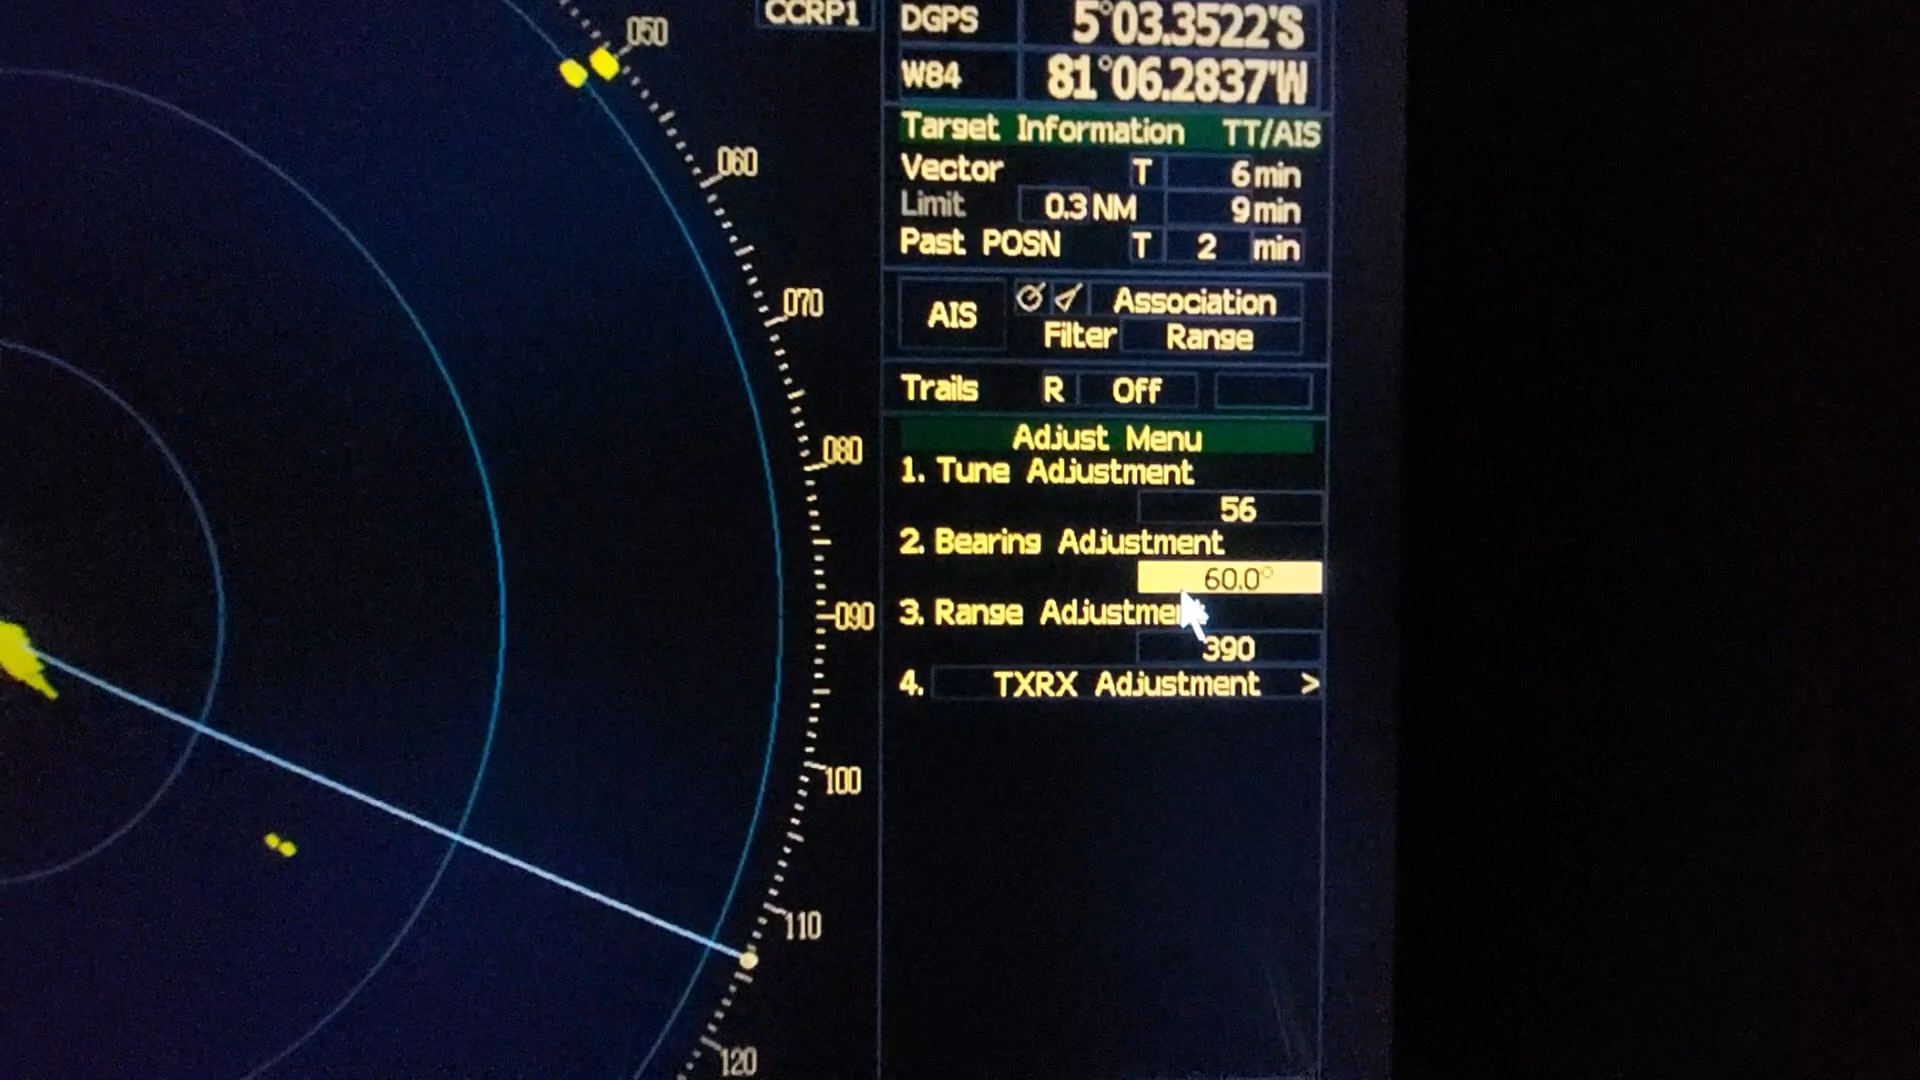 CCRP1
DGPS 5°03.3522'S
W84 81°06.2837'W
Target Information TT/AIS
Vector T 6 min
Limit 0.3 NM 9 min
Past POSN T 2 min
AIS Association
Filter Range
Trails R Off
Adjust Menu
1. Tune Adjustment
56
2. Bearing Adjustment
60.0°
3. Range Adjustment
390
4. TXRX Adjustment >
050
060
070
080
090
100
110
120